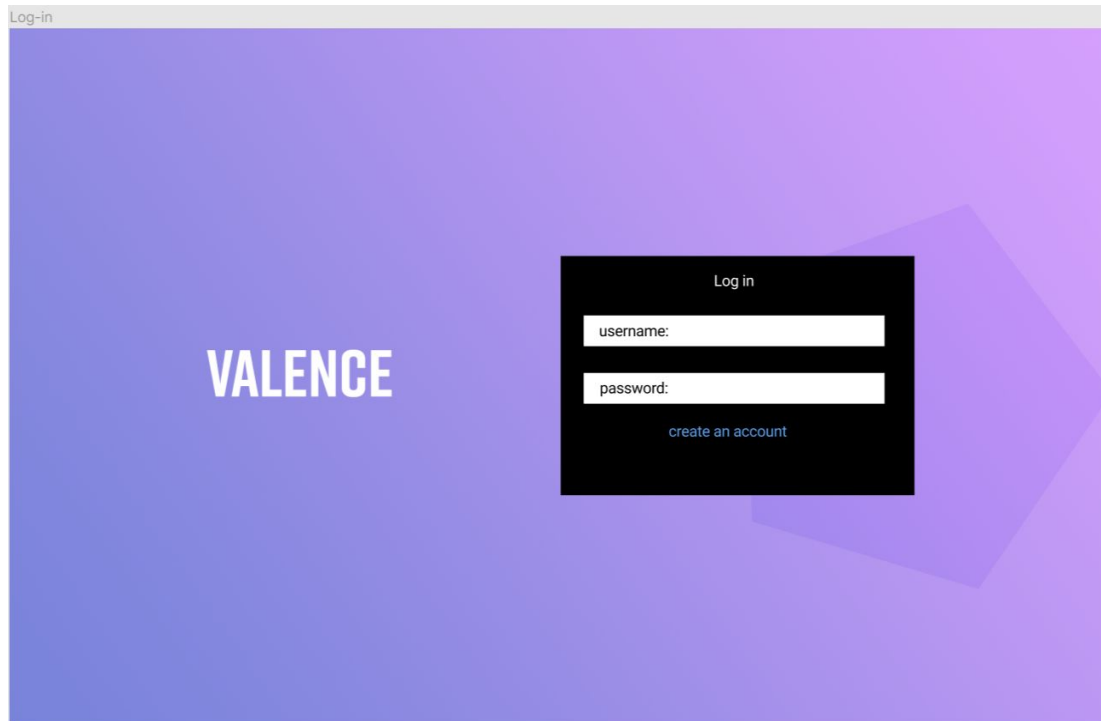 Log-in
VALENCE
Log in
username:
password:
create an account